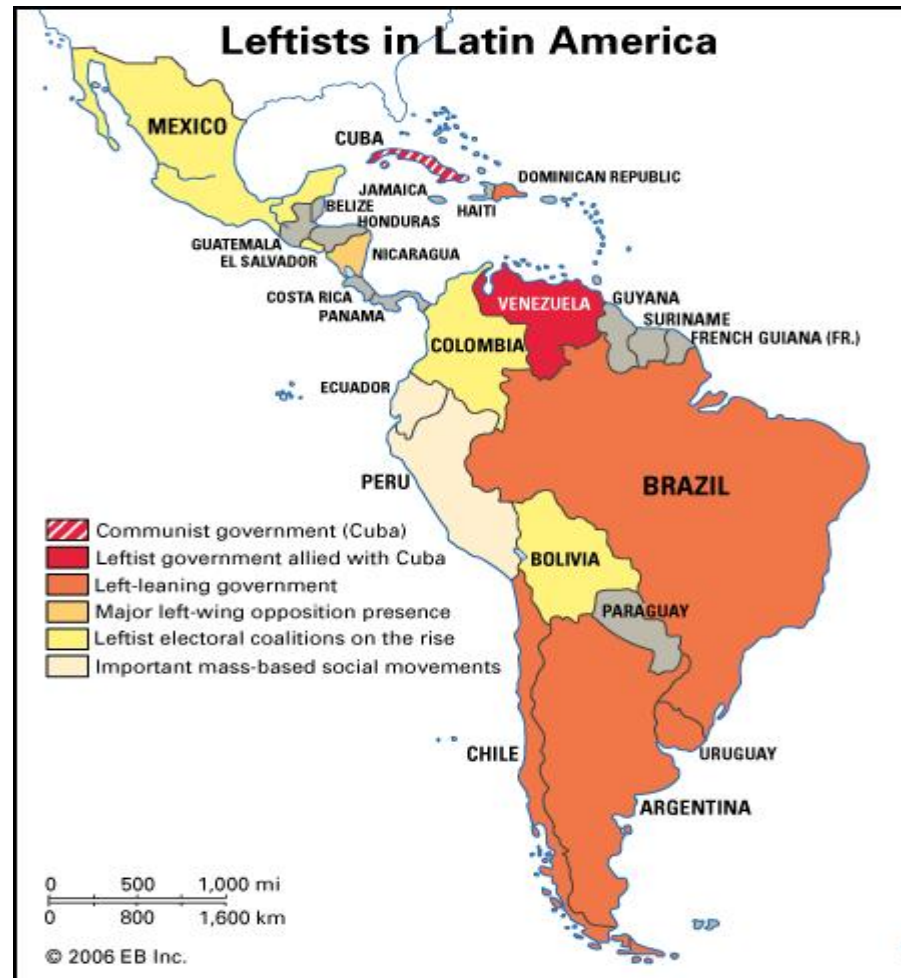 Leftists in Latin America
MEXICO
CUBA
DOMINICAN REPUBLIC
JAMAICA
HAITI
BELIZE
HONDURAS
GUATEMALA
EL SALVADOR
NICARAGUA
COSTA RICA
PANAMA
VENEZUELA
GUYANA
SURINAME
FRENCH GUIANA (FR.)
COLOMBIA
ECUADOR
PERU
BRAZIL
BOLIVIA
PARAGUAY
CHILE
URUGUAY
ARGENTINA
Communist government (Cuba)
Leftist government allied with Cuba
Left-leaning government
Major left-wing opposition presence
Leftist electoral coalitions on the rise
Important mass-based social movements
0 500 1,000 mi
0 800 1,600 km
© 2006 EB Inc.